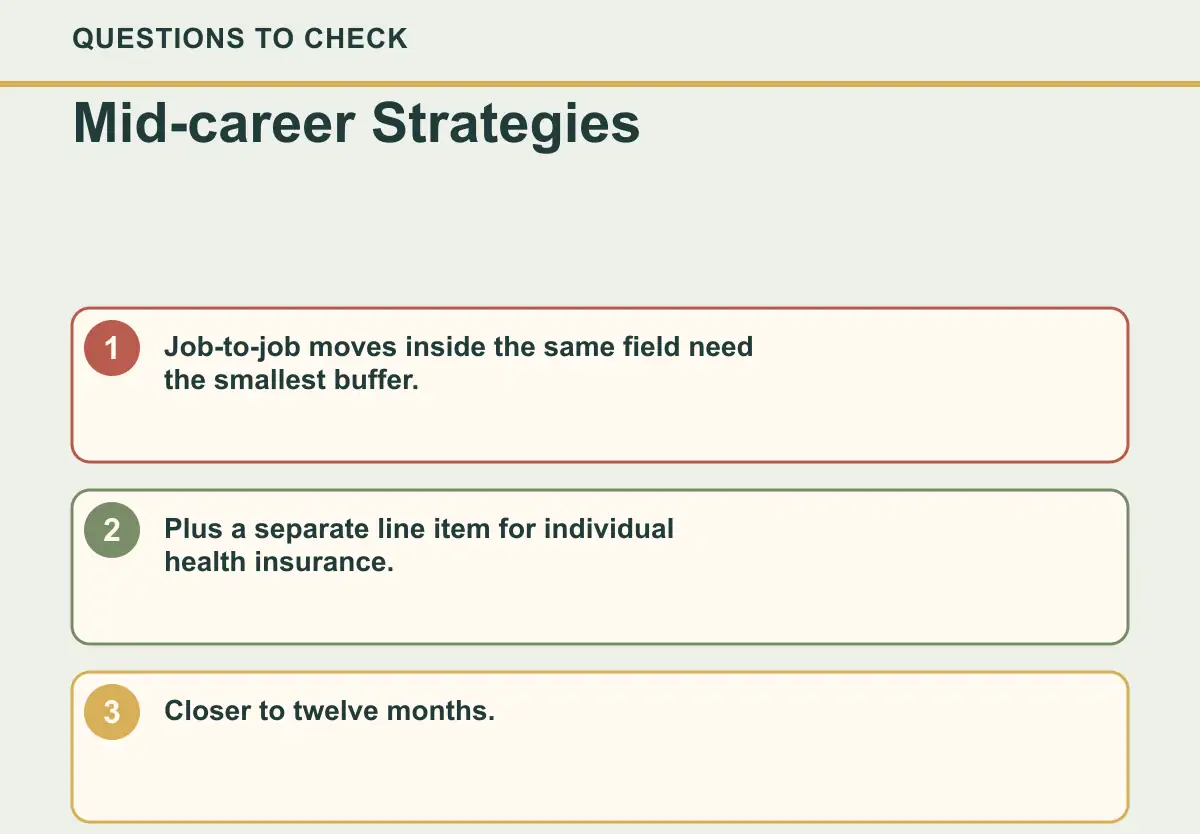 QUESTIONS TO CHECK
Mid-career Strategies
1
Job-to-job moves inside the same field need
the smallest buffer.
2
Plus a separate line item for individual
health insurance.
3
Closer to twelve months.